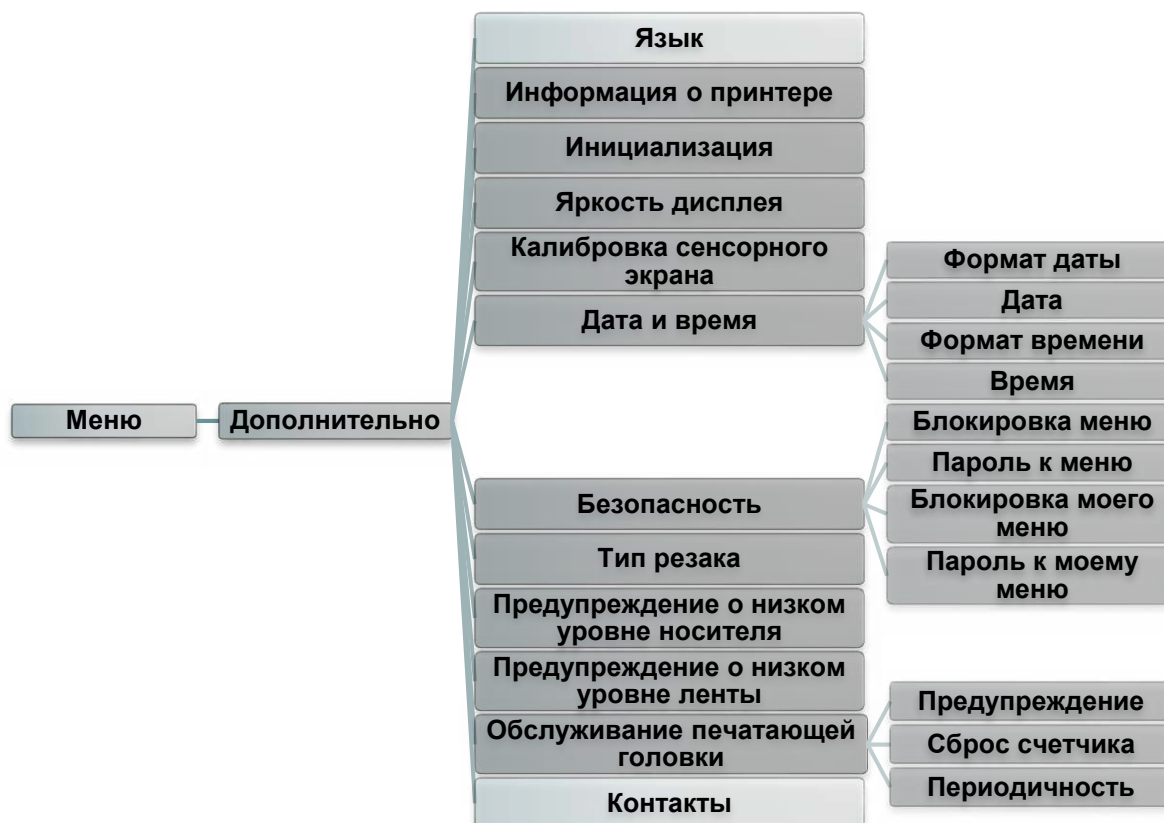 Язык
Информация о принтере
Инициализация
Яркость дисплея
Калибровка сенсорного
экрана
Дата и время
Формат даты
Дата
Формат времени
Время
Меню
Дополнительно
Безопасность
Блокировка меню
Пароль к меню
Блокировка моего
меню
Пароль к моему
меню
Тип резака
Предупреждение о низком
уровне носителя
Предупреждение о низком
уровне ленты
Обслуживание печатающей
головки
Предупреждение
Сброс счетчика
Периодичность
Контакты